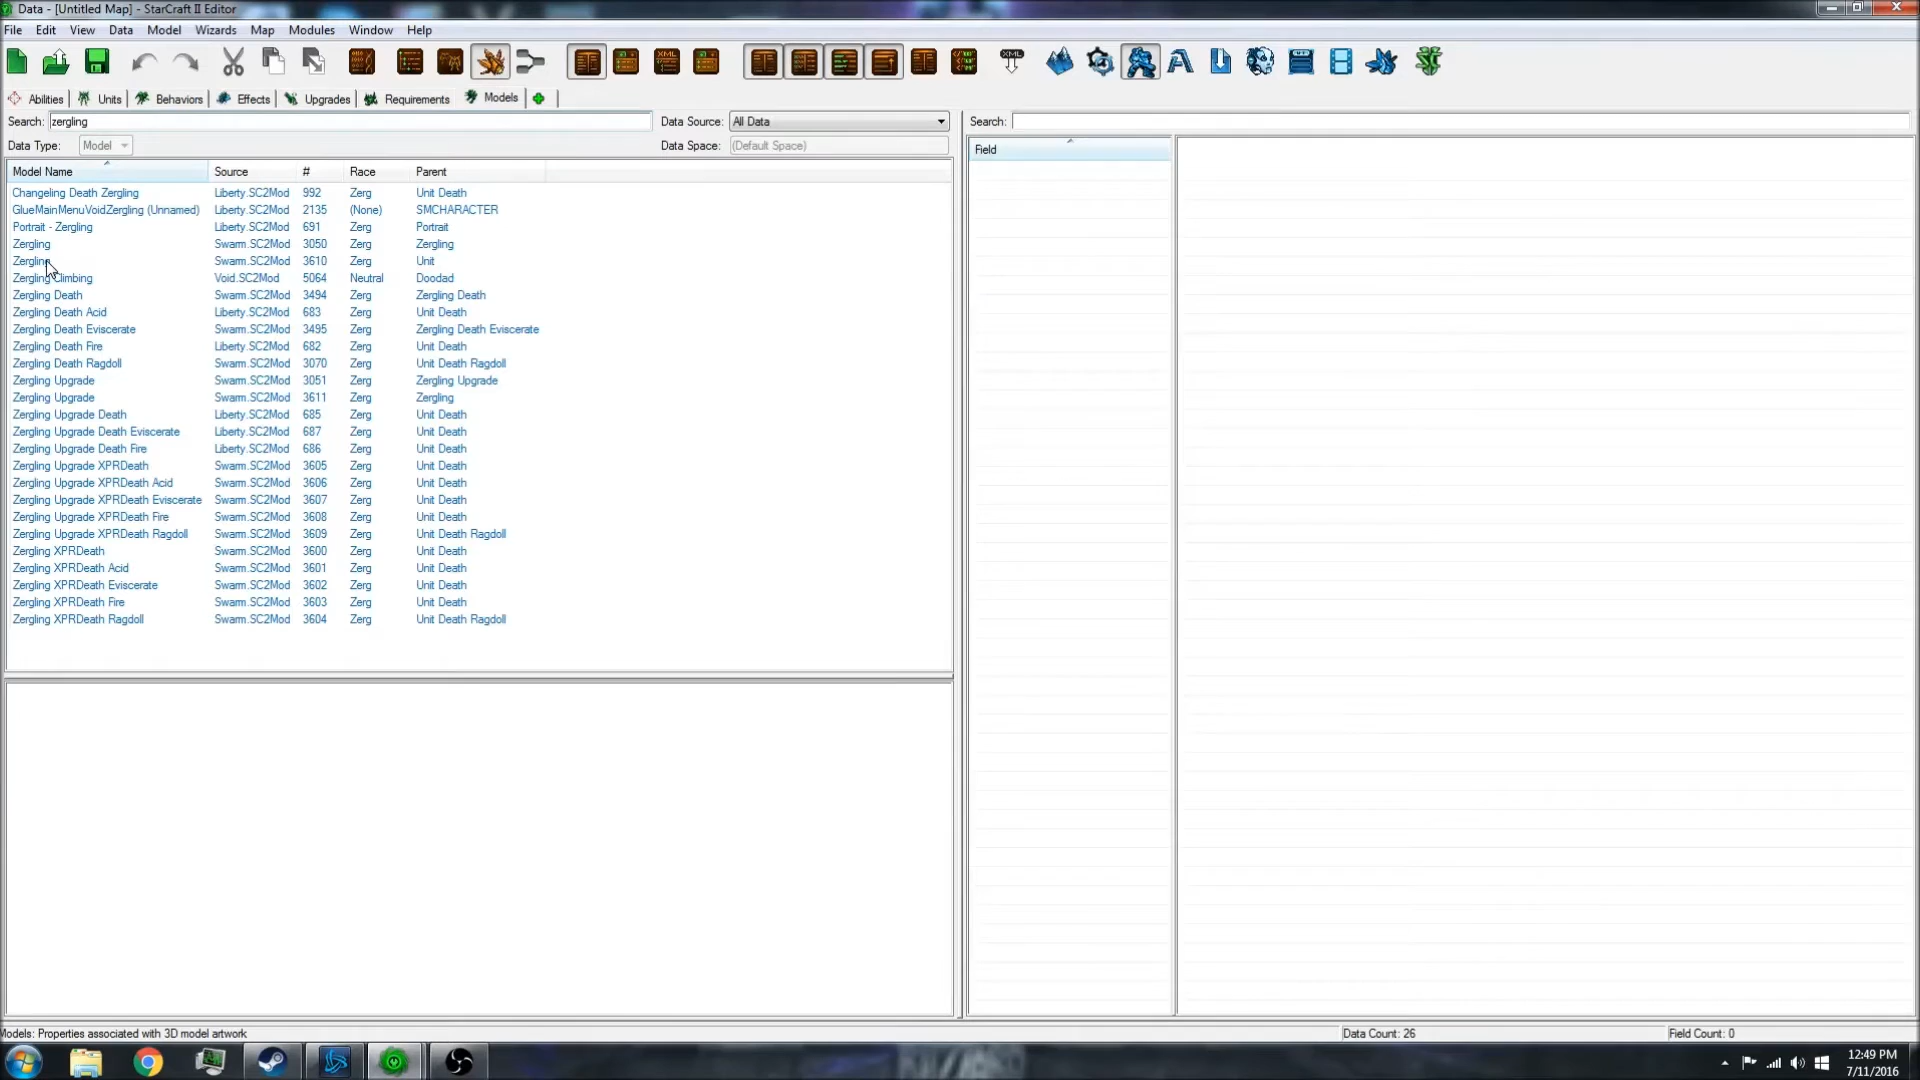 Data - [Untitled Map] - StarCraft II Editor
File Edit View Data Model Wizards Map Modules Window Help
Abilities Units Behaviors Effects Upgrades Requirements Models
Search: zergling Data Source: All Data Search:
Data Type: Model Data Space: (Default Space)
Field
Model Name Source # Race Parent
Changeling Death Zergling Liberty.SC2Mod 992 Zerg Unit Death
GlueMainMenuVoidZergling (Unnamed) Liberty.SC2Mod 2135 (None) SMCHARACTER
Portrait - Zergling Liberty.SC2Mod 691 Zerg Portrait
Zergling Swarm.SC2Mod 3050 Zerg Zergling
Zergling Swarm.SC2Mod 3610 Zerg Unit
Zergling Climbing Void.SC2Mod 5064 Neutral Doodad
Zergling Death Swarm.SC2Mod 3494 Zerg Zergling Death
Zergling Death Acid Liberty.SC2Mod 683 Zerg Unit Death
Zergling Death Eviscerate Swarm.SC2Mod 3495 Zerg Zergling Death Eviscerate
Zergling Death Fire Liberty.SC2Mod 682 Zerg Unit Death
Zergling Death Ragdoll Swarm.SC2Mod 3070 Zerg Unit Death Ragdoll
Zergling Upgrade Swarm.SC2Mod 3051 Zerg Zergling Upgrade
Zergling Upgrade Swarm.SC2Mod 3611 Zerg Zergling
Zergling Upgrade Death Liberty.SC2Mod 685 Zerg Unit Death
Zergling Upgrade Death Eviscerate Liberty.SC2Mod 687 Zerg Unit Death
Zergling Upgrade Death Fire Liberty.SC2Mod 686 Zerg Unit Death
Zergling Upgrade XPRDeath Swarm.SC2Mod 3605 Zerg Unit Death
Zergling Upgrade XPRDeath Acid Swarm.SC2Mod 3606 Zerg Unit Death
Zergling Upgrade XPRDeath Eviscerate Swarm.SC2Mod 3607 Zerg Unit Death
Zergling Upgrade XPRDeath Fire Swarm.SC2Mod 3608 Zerg Unit Death
Zergling Upgrade XPRDeath Ragdoll Swarm.SC2Mod 3609 Zerg Unit Death Ragdoll
Zergling XPRDeath Swarm.SC2Mod 3600 Zerg Unit Death
Zergling XPRDeath Acid Swarm.SC2Mod 3601 Zerg Unit Death
Zergling XPRDeath Eviscerate Swarm.SC2Mod 3602 Zerg Unit Death
Zergling XPRDeath Fire Swarm.SC2Mod 3603 Zerg Unit Death
Zergling XPRDeath Ragdoll Swarm.SC2Mod 3604 Zerg Unit Death Ragdoll
Models: Properties associated with 3D model artwork Data Count: 26 Field Count: 0
12:49 PM
7/11/2016